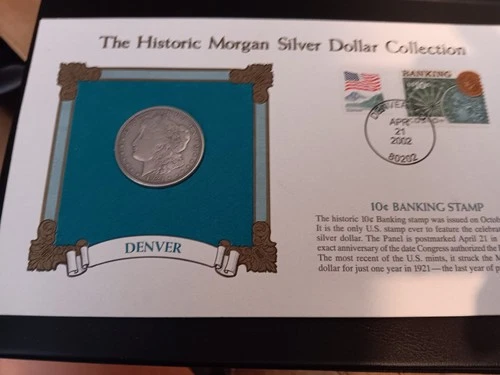 The Historic Morgan Silver Dollar Collection
BANKING
DENVER
APR
21
2002
80202
DENVER
10¢ BANKING STAMP
The historic 10¢ Banking stamp was issued on
It is the only U.S. stamp ever to feature the
silver dollar. The Panel is postmarked April 21 in
exact anniversary of the date Congress authorized the
The most recent of the U.S. mints, it struck the
dollar for just one year in 1921—the last year of